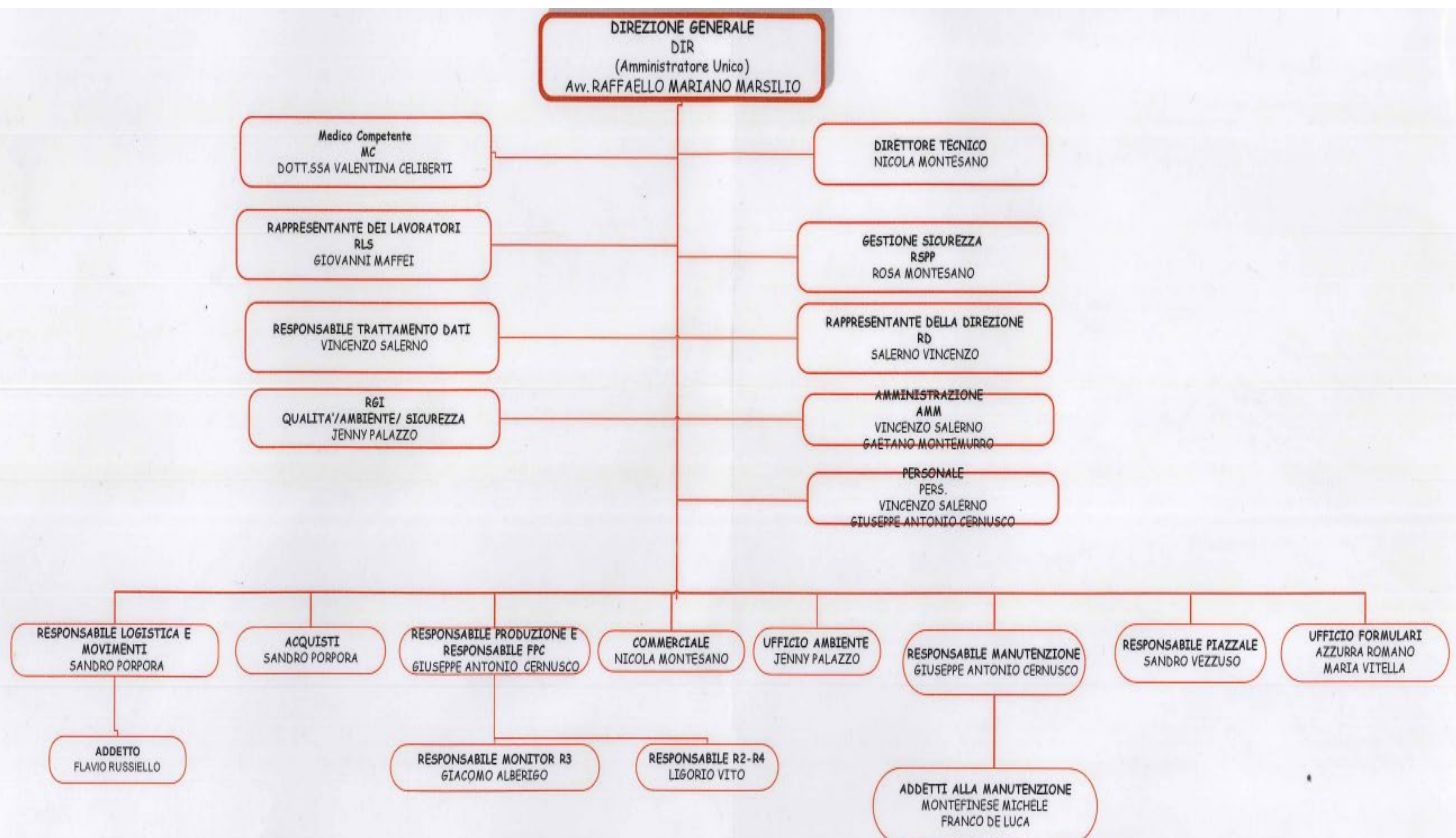 DIREZIONE GENERALE
DIR
(Amministratore Unico)
Avv. RAFFAELLO MARIANO MARSILIO
Medico Competente
MC
DOTT.SSA VALENTINA CELIBERTI
DIRETTORE TECNICO
NICOLA MONTESANO
RAPPRESENTANTE DEI LAVORATORI
RLS
GIOVANNI MAFFEI
GESTIONE SICUREZZA
RSPP
ROSA MONTESANO
RESPONSABILE TRATTAMENTO DATI
VINCENZO SALERNO
RAPPRESENTANTE DELLA DIREZIONE
RD
SALERNO VINCENZO
RGI
QUALITA'/AMBIENTE/ SICUREZZA
JENNY PALAZZO
AMMINISTRAZIONE
AMM
VINCENZO SALERNO
GAETANO MONTEMURRO
PERSONALE
PERS.
VINCENZO SALERNO
GIUSEPPE ANTONIO CERNUSCO
RESPONSABILE LOGISTICA E
MOVIMENTI
SANDRO PORPORA
ACQUISTI
SANDRO PORPORA
RESPONSABILE PRODUZIONE E
RESPONSABILE FPC
GIUSEPPE ANTONIO CERNUSCO
COMMERCIALE
NICOLA MONTESANO
UFFICIO AMBIENTE
JENNY PALAZZO
RESPONSABILE MANUTENZIONE
GIUSEPPE ANTONIO CERNUSCO
RESPONSABILE PIAZZALE
SANDRO VEZZUSO
UFFICIO FORMULARI
AZZURRA ROMANO
MARIA VITELLA
ADDETTO
FLAVIO RUSSIELLO
RESPONSABILE MONITOR R3
GIACOMO ALBERIGO
RESPONSABILE R2-R4
LIGORIO VITO
ADDETTI ALLA MANUTENZIONE
MONTEFINESE MICHELE
FRANCO DE LUCA